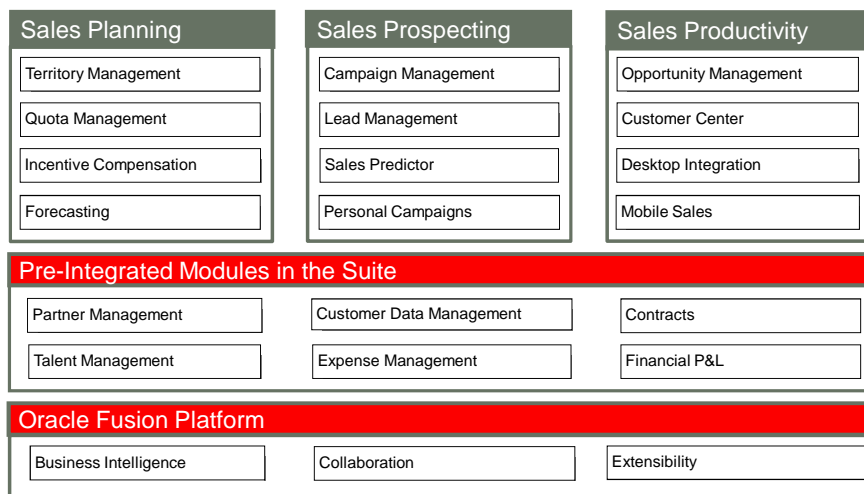 Sales Planning
Territory Management
Quota Management
Incentive Compensation
Forecasting
Sales Prospecting
Campaign Management
Lead Management
Sales Predictor
Personal Campaigns
Sales Productivity
Opportunity Management
Customer Center
Desktop Integration
Mobile Sales
Pre-Integrated Modules in the Suite
Partner Management
Customer Data Management
Contracts
Talent Management
Expense Management
Financial P&L
Oracle Fusion Platform
Business Intelligence
Collaboration
Extensibility